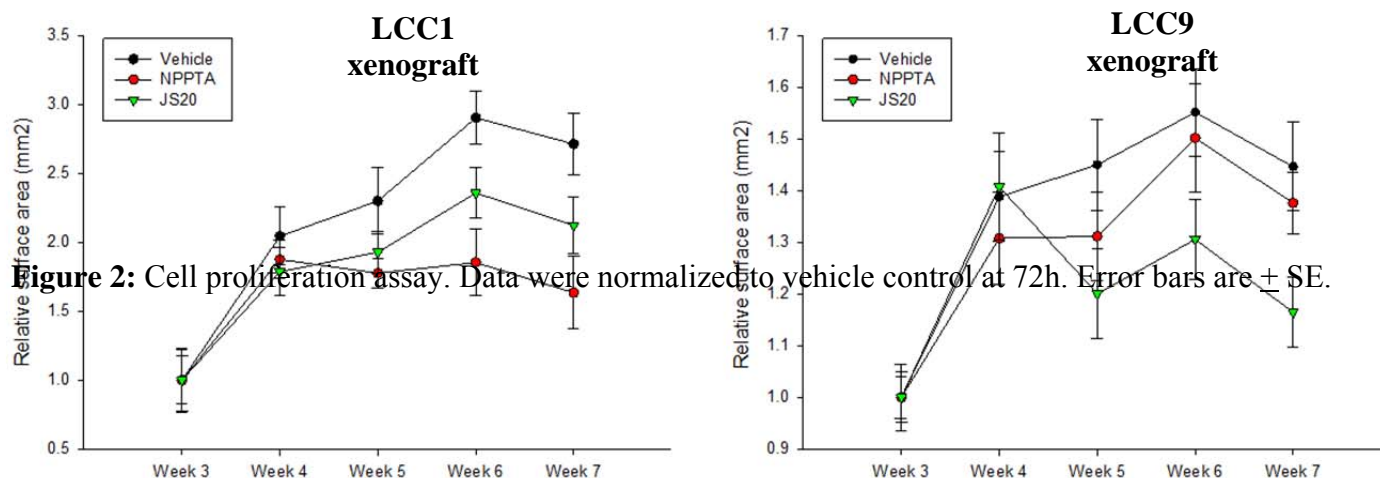 LCC1
xenograft
Vehicle
NPPTA
JS20
Relative surface area (mm2)
3.5
3.0
2.5
2.0
1.5
1.0
0.5
Week 3 Week 4 Week 5 Week 6 Week 7
LCC9
xenograft
Vehicle
NPPTA
JS20
Relative surface area (mm2)
1.7
1.6
1.5
1.4
1.3
1.2
1.1
1.0
0.9
Week 3 Week 4 Week 5 Week 6 Week 7
Figure 2: Cell proliferation assay. Data were normalized to vehicle control at 72h. Error bars are ± SE.